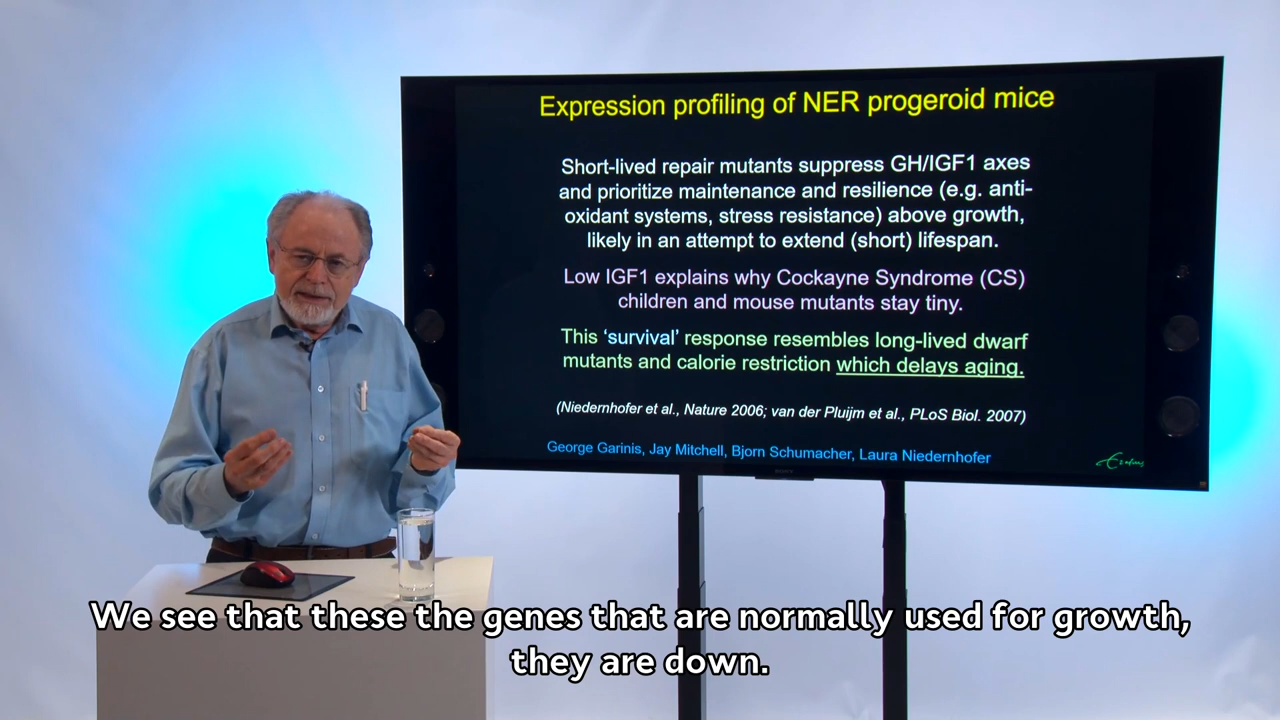 Expression profiling of NER progeroid mice
Short-lived repair mutants suppress GH/IGF1 axes
and prioritize maintenance and resilience (e.g. anti-
oxidant systems, stress resistance) above growth,
likely in an attempt to extend (short) lifespan.
Low IGF1 explains why Cockayne Syndrome (CS)
children and mouse mutants stay tiny.
This ‘survival’ response resembles long-lived dwarf
mutants and calorie restriction which delays aging.
(Niedernhofer et al., Nature 2006; van der Pluijm et al., PLoS Biol. 2007)
George Garinis, Jay Mitchell, Bjorn Schumacher, Laura Niedernhofer
Erasmus
SONY
We see that these the genes that are normally used for growth,
they are down.